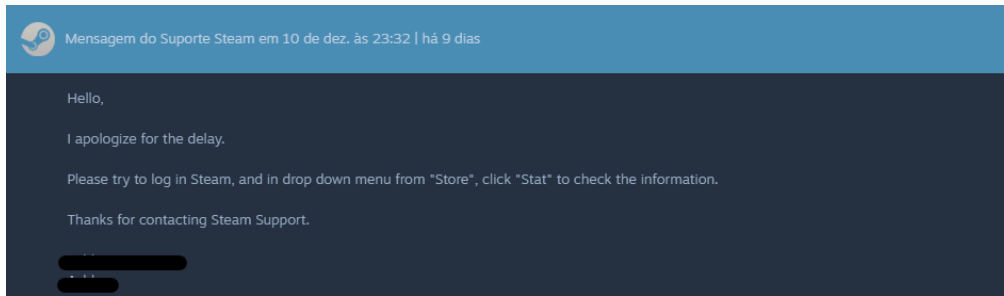 Mensagem do Suporte Steam em 10 de dez. às 23:32 | há 9 dias
Hello,
I apologize for the delay.
Please try to log in Steam, and in drop down menu from "Store", click "Stat" to check the information.
Thanks for contacting Steam Support.